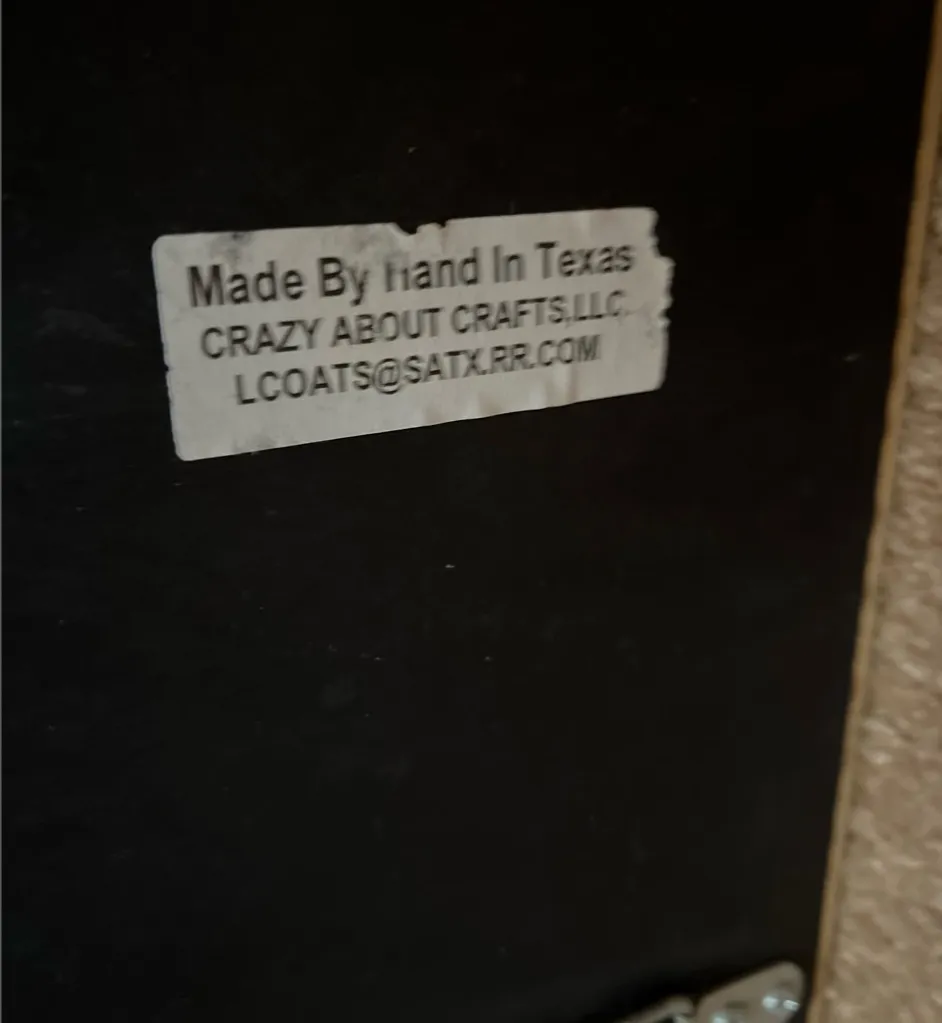 Made By Hand In Texas
CRAZY ABOUT CRAFTS,LLC.
LCOATS@SATX.RR.COM